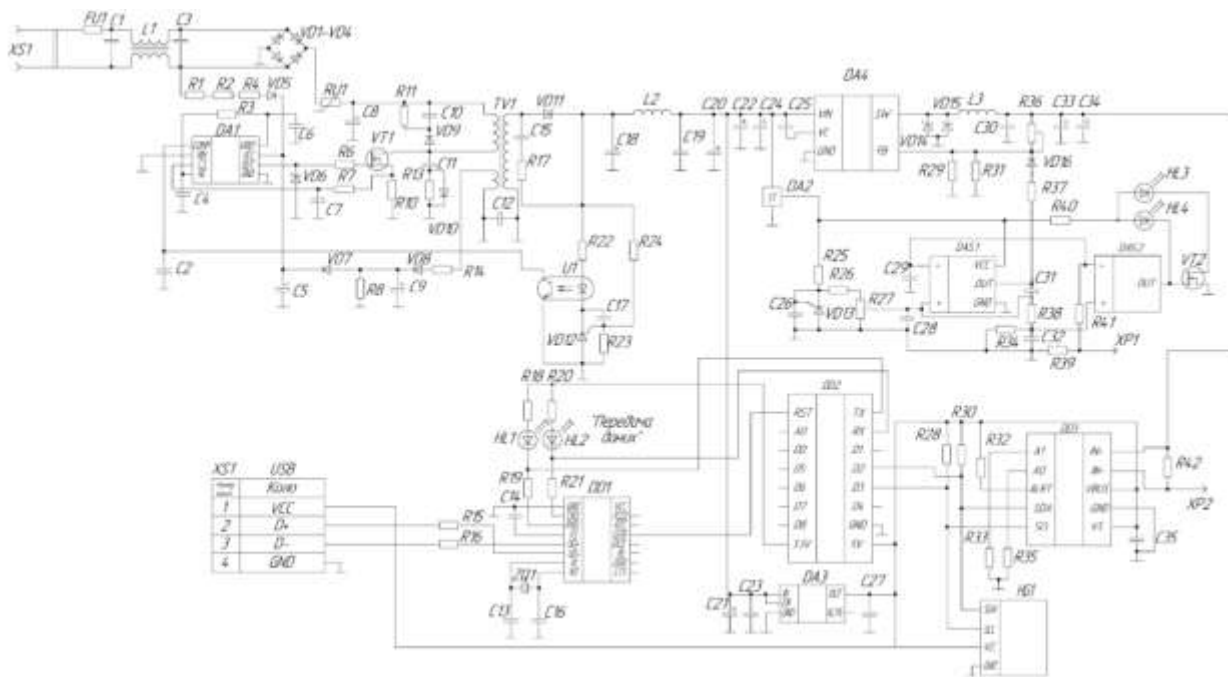 FU1
C1
L1
C3
VD1-VD4
XS1
R1
R2
R4
VD5
R3
DA1
C6
RU1
C8
R11
C10
VD9
TV1
VD11
C15
R17
L2
C18
C19
C20
C22
C24
C25
DA4
VIN
VC
GND
SW
FB
VD15
VD14
L3
C30
R36
C33
C34
R29
R31
VD16
R37
VT1
R6
R7
VD6
C4
C7
R10
R13
C11
VD10
C12
C2
C5
VD7
R8
C9
VD8
R14
U1
R22
R24
C17
VD12
R23
DA2
R25
R26
R27
C26
VD13
C28
C29
DA5.1
VCC
OUT
GND
C31
R38
R34
C32
R39
R40
R41
DA5.2
OUT
HL3
HL4
VT2
XP1
R18
R20
HL1
HL2
"Передача
даних"
R19
R21
C14
DD1
R15
R16
ZQ1
C13
C16
XS1
USB
Коло
1
VCC
2
D+
3
D-
4
GND
DD2
RST
A0
D0
D5
D6
D7
D8
3.3V
TX
RX
D1
D2
D3
D4
GND
5V
DA3
C21
C23
C27
R28
R30
R32
R33
R35
DD3
A1
A0
ALRT
SDA
SCL
IN+
IN-
VBUS
GND
VS
R42
XP2
C35
HG1
SDA
SCL
VCC
GND